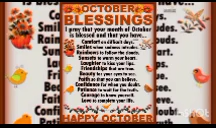 OCTOBER
BLESSINGS
I pray that your month of October
is blessed and that you have...
Comfort on difficult days.
Smiles when sadness intrudes.
Rainbows to follow the clouds.
Sunsets to warm your heart.
Laughter to kiss your lips.
Friendships that are true.
Beauty for your eyes to see.
Faith so that you can believe.
Confidence for when you doubt.
Patience to wait for the truth.
Courage to know yourself.
Love to complete your life.
HAPPY OCTOBER